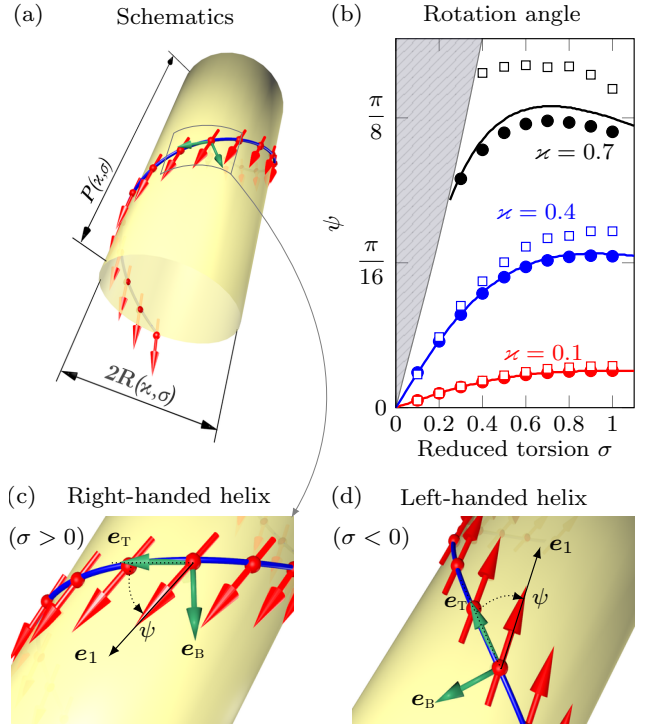 (a) Schematics
P(ϰ,σ)
2R(ϰ,σ)
(b) Rotation angle
ψ
π/8
π/16
0
ϰ = 0.7
ϰ = 0.4
ϰ = 0.1
0 0.2 0.4 0.6 0.8 1
Reduced torsion σ
(c) Right-handed helix
(σ > 0)
e_T
ψ
e_1
e_B
(d) Left-handed helix
(σ < 0)
e_1
e_T
ψ
e_B